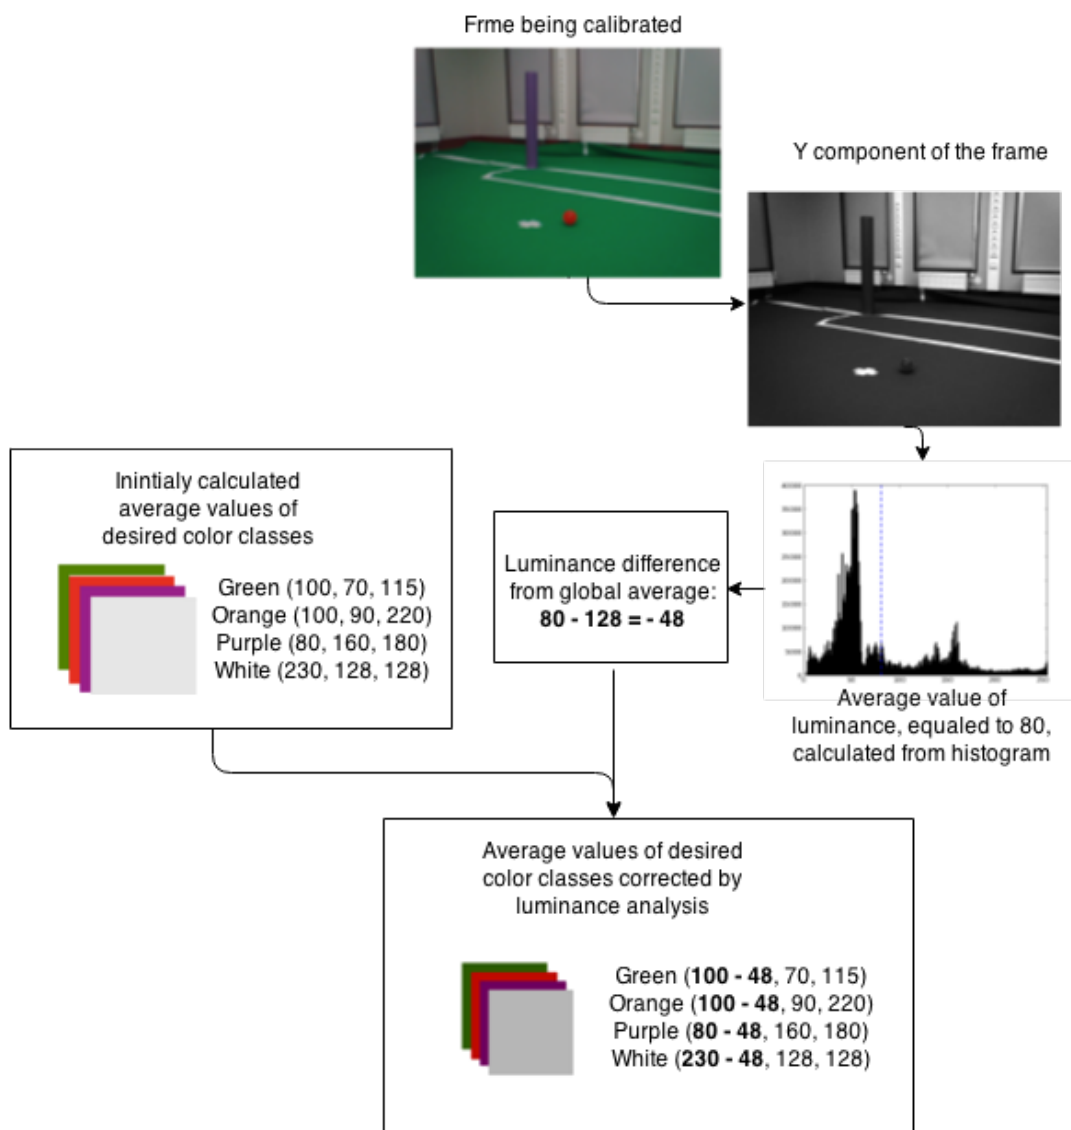 Frme being calibrated
Y component of the frame
Inintialy calculated
average values of
desired color classes
Green (100, 70, 115)
Orange (100, 90, 220)
Purple (80, 160, 180)
White (230, 128, 128)
Luminance difference
from global average:
80 - 128 = - 48
Average value of
luminance, equaled to 80,
calculated from histogram
Average values of desired
color classes corrected by
luminance analysis
Green (100 - 48, 70, 115)
Orange (100 - 48, 90, 220)
Purple (80 - 48, 160, 180)
White (230 - 48, 128, 128)